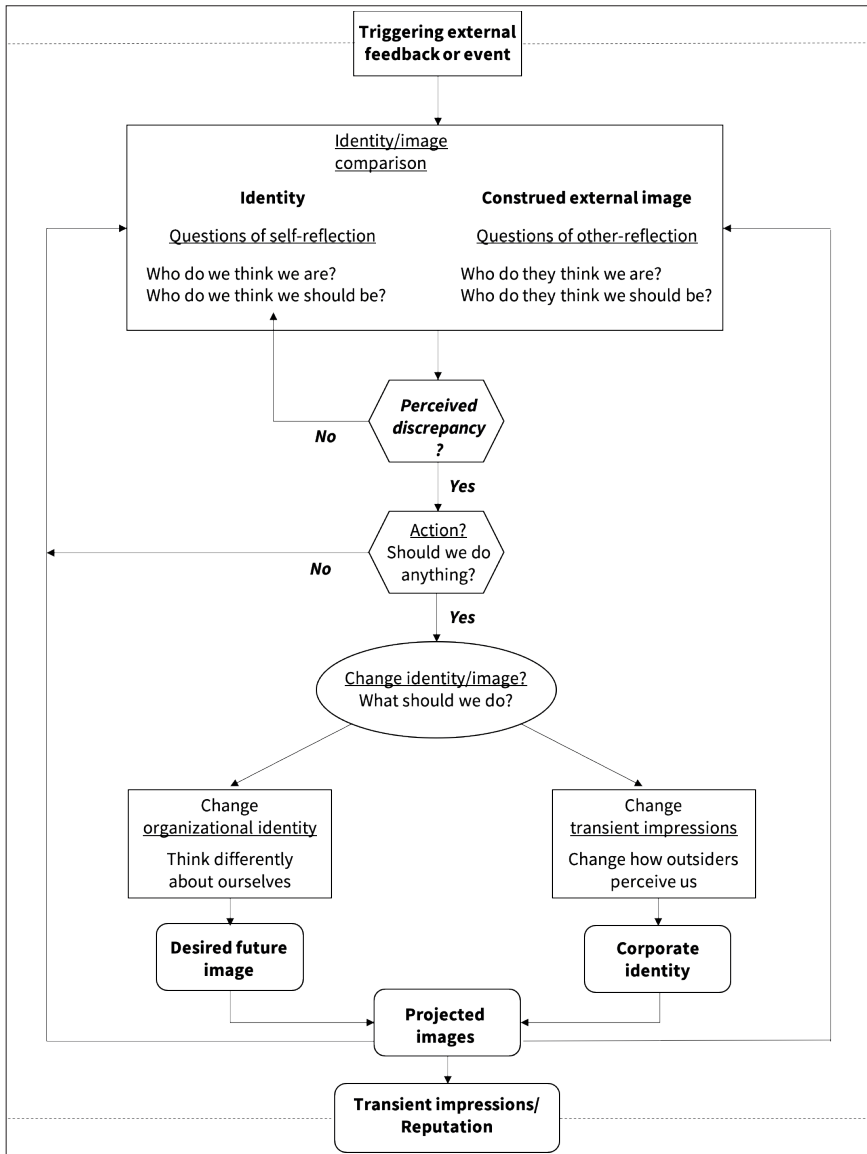 Triggering external
feedback or event
Identity/image
comparison
Identity
Construed external image
Questions of self-reflection
Questions of other-reflection
Who do we think we are?
Who do we think we should be?
Who do they think we are?
Who do they think we should be?
Perceived
discrepancy
?
No
Yes
Action?
Should we do
anything?
No
Yes
Change identity/image?
What should we do?
Change
organizational identity
Think differently
about ourselves
Change
transient impressions
Change how outsiders
perceive us
Desired future
image
Corporate
identity
Projected
images
Transient impressions/
Reputation